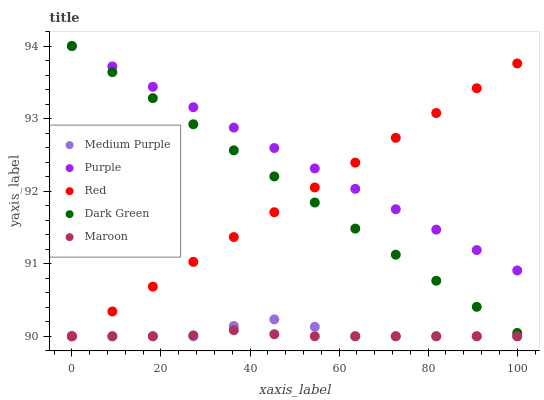 title
94
93
92
91
90
yaxis_label
Medium Purple
Purple
Red
Dark Green
Maroon
0 20 40 60 80 100
xaxis_label